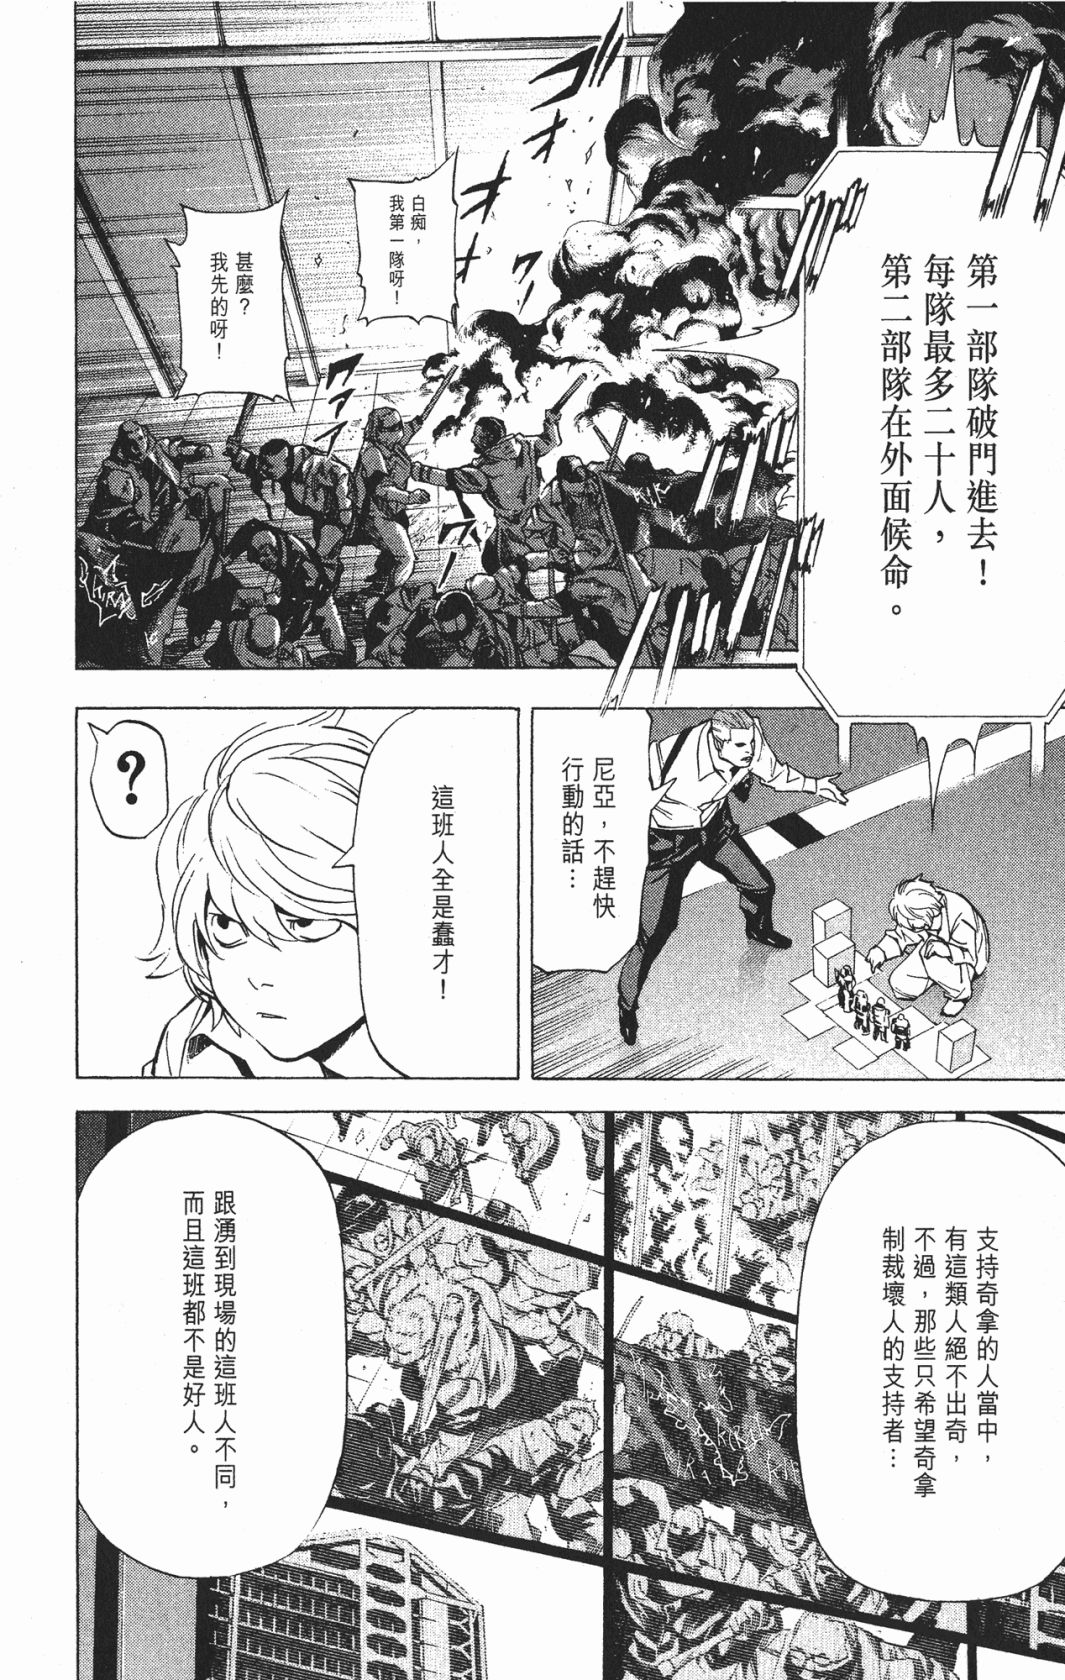 第一部隊破門進去！
每隊最多二十人，
第二部隊在外面候命。
白痴，
我第一隊呀！
甚麼？
我先的呀！
オオオオ
ワアアア
KIRA
尼亞，不趕快
行動的話…
這班人全是蠢才！
？
支持奇拿的人當中，
有這類人絕不出奇，
不過，那些只希望奇拿
制裁壞人的支持者…
跟湧到現場的這班人不同，
而且這班都不是好人。